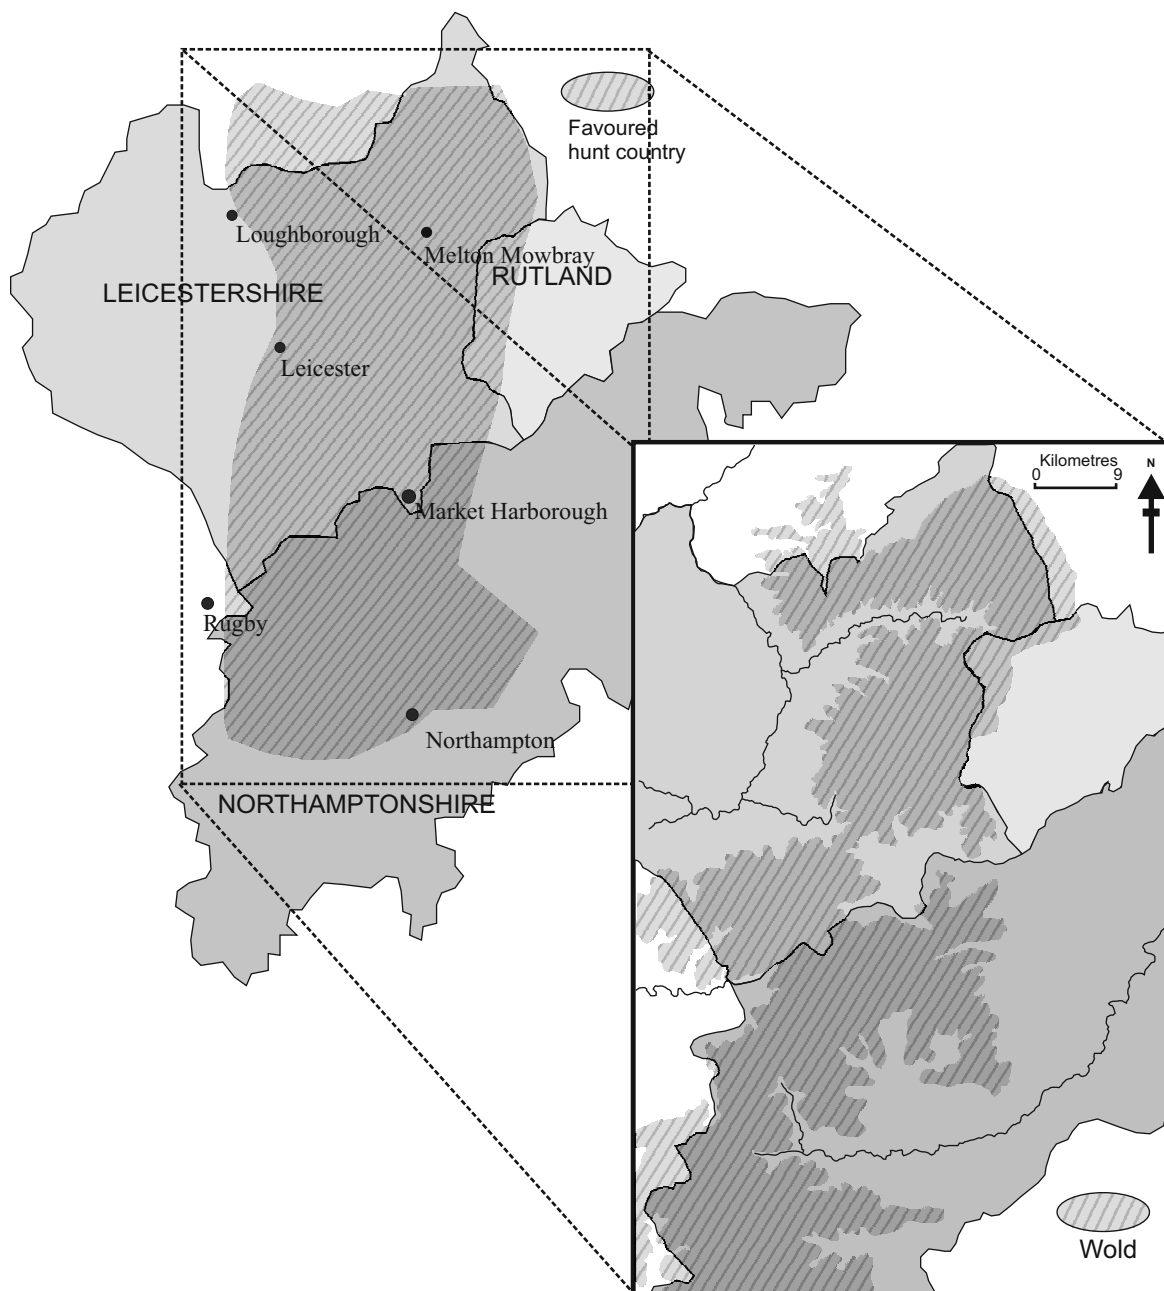 Favoured
hunt country
Loughborough
Melton Mowbray
RUTLAND
LEICESTERSHIRE
Leicester
Kilometres
0 9
N
Market Harborough
Rugby
Northampton
NORTHAMPTONSHIRE
Wold